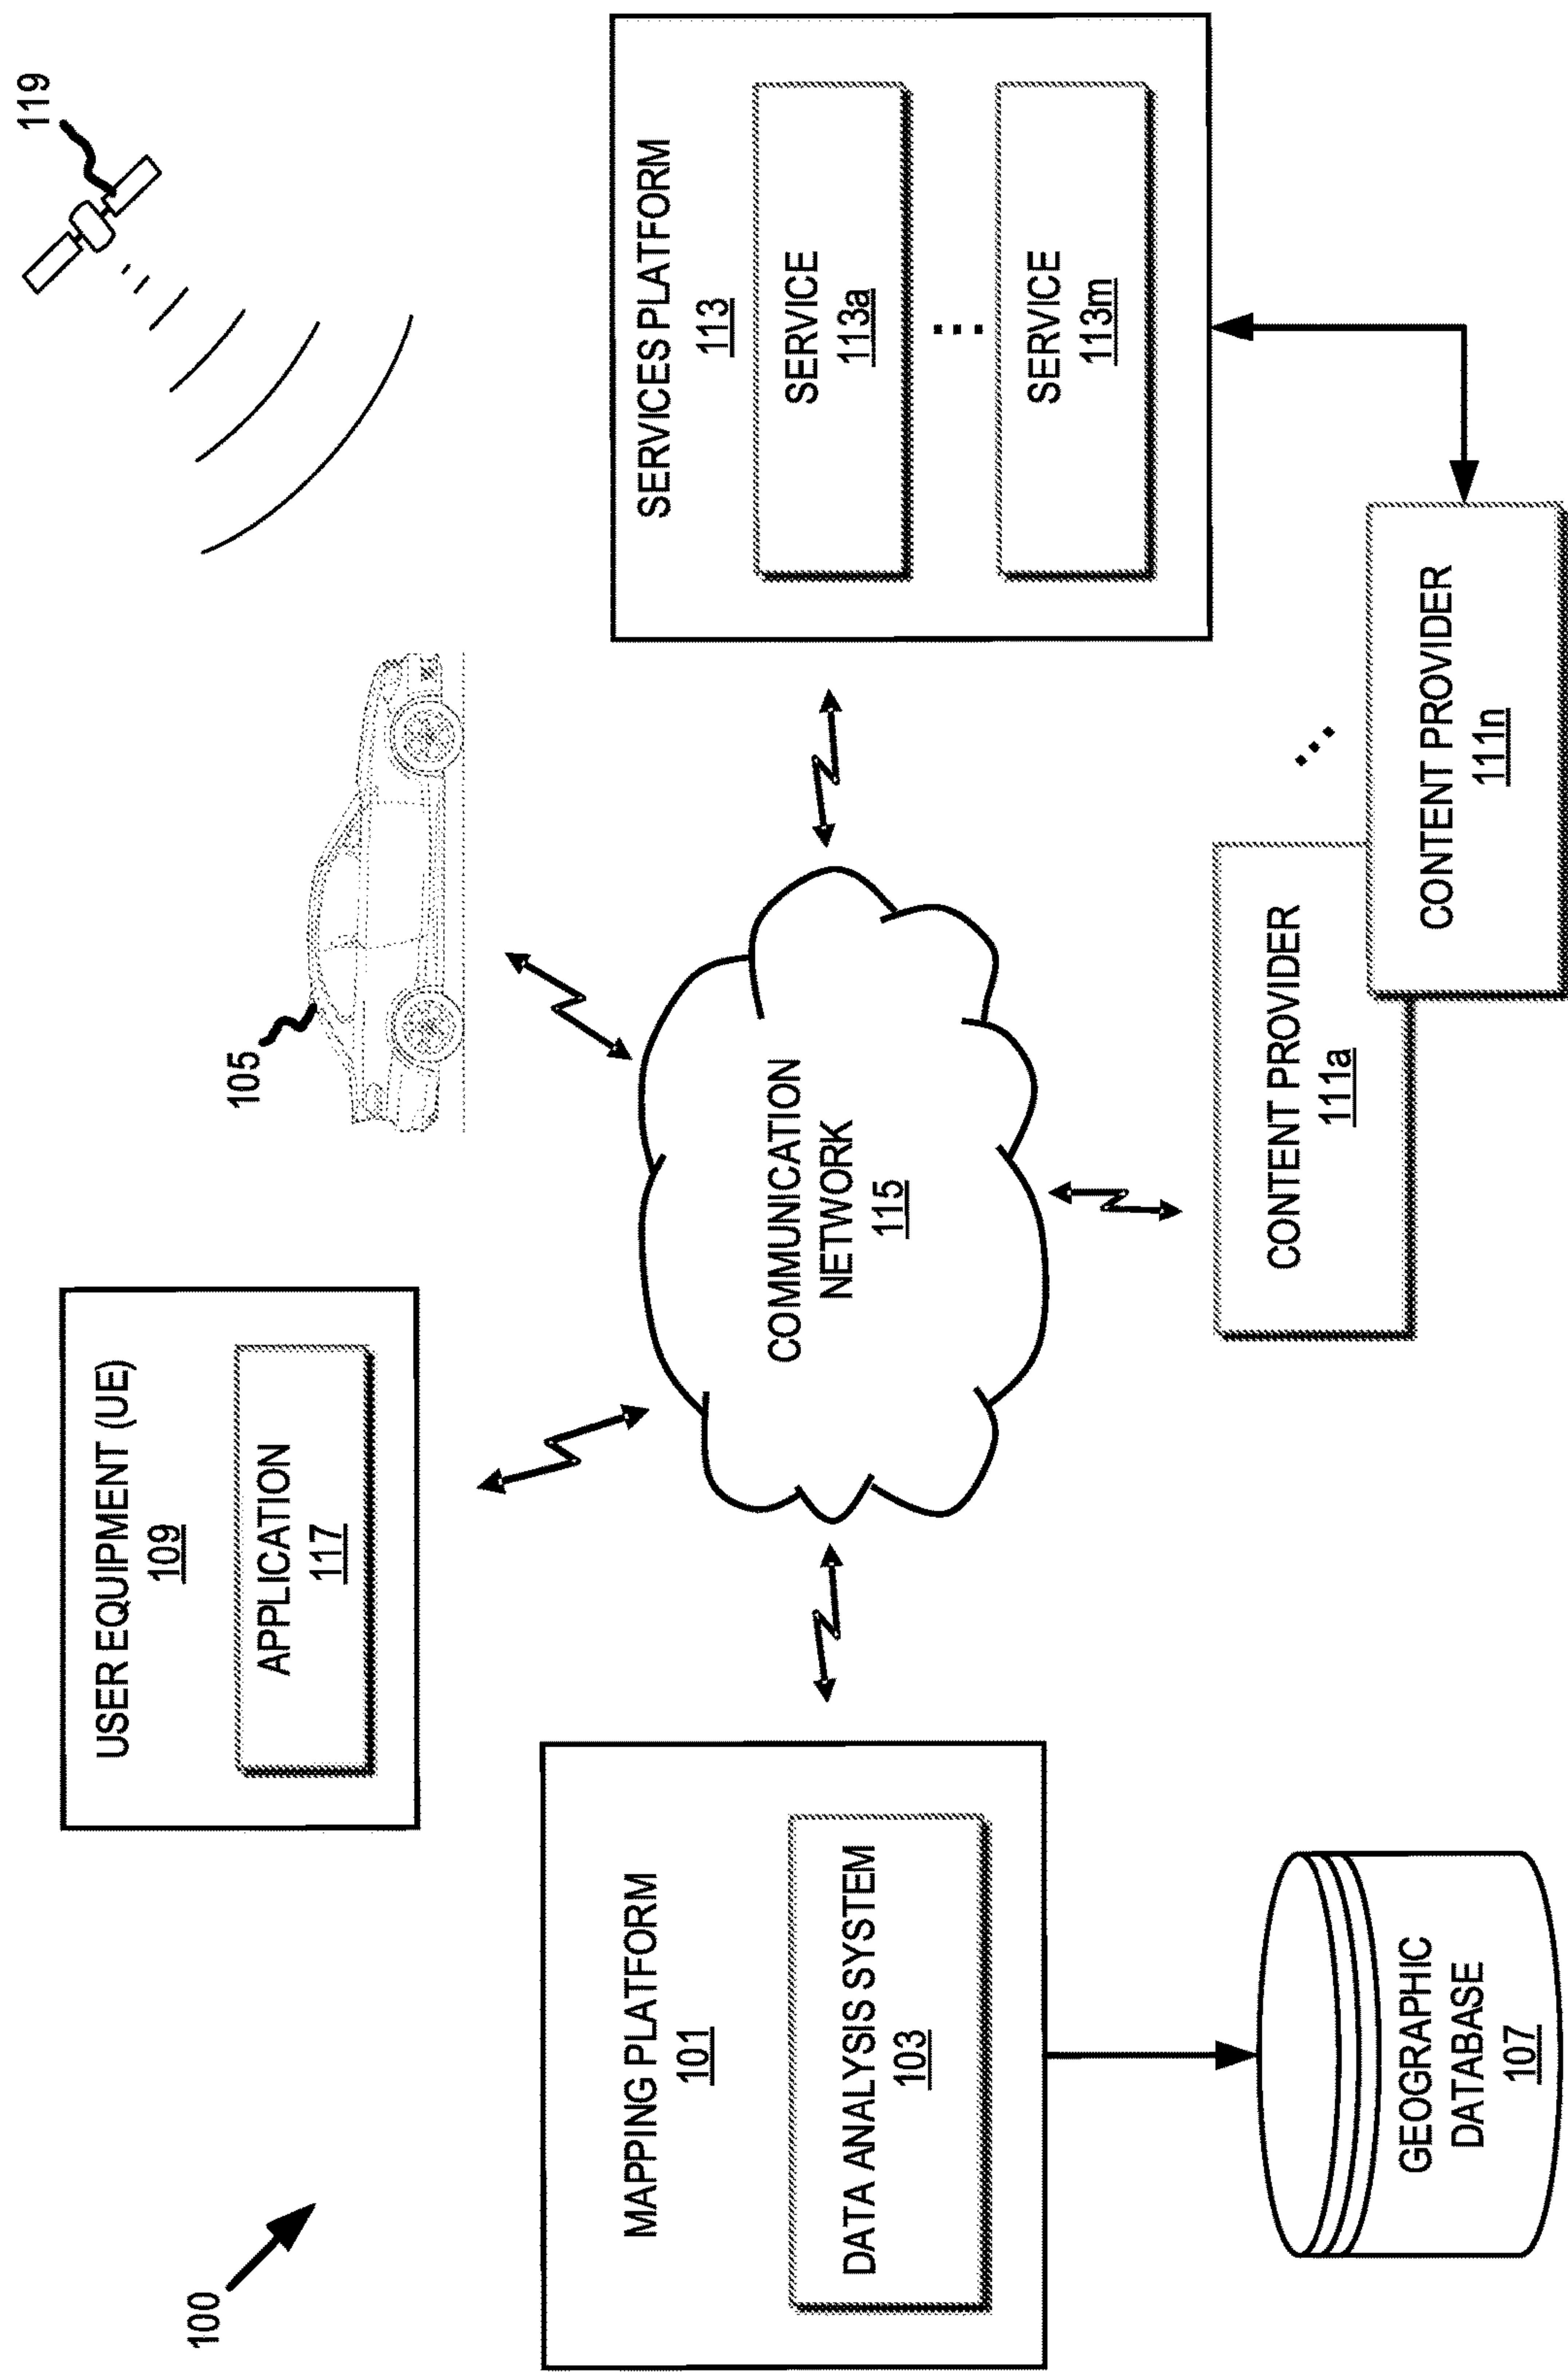 100
119
USER EQUIPMENT (UE)
109
APPLICATION
117
105
MAPPING PLATFORM
101
DATA ANALYSIS SYSTEM
103
COMMUNICATION
NETWORK
115
SERVICES PLATFORM
113
SERVICE
113a
SERVICE
113m
GEOGRAPHIC
DATABASE
107
CONTENT PROVIDER
111a
CONTENT PROVIDER
111n